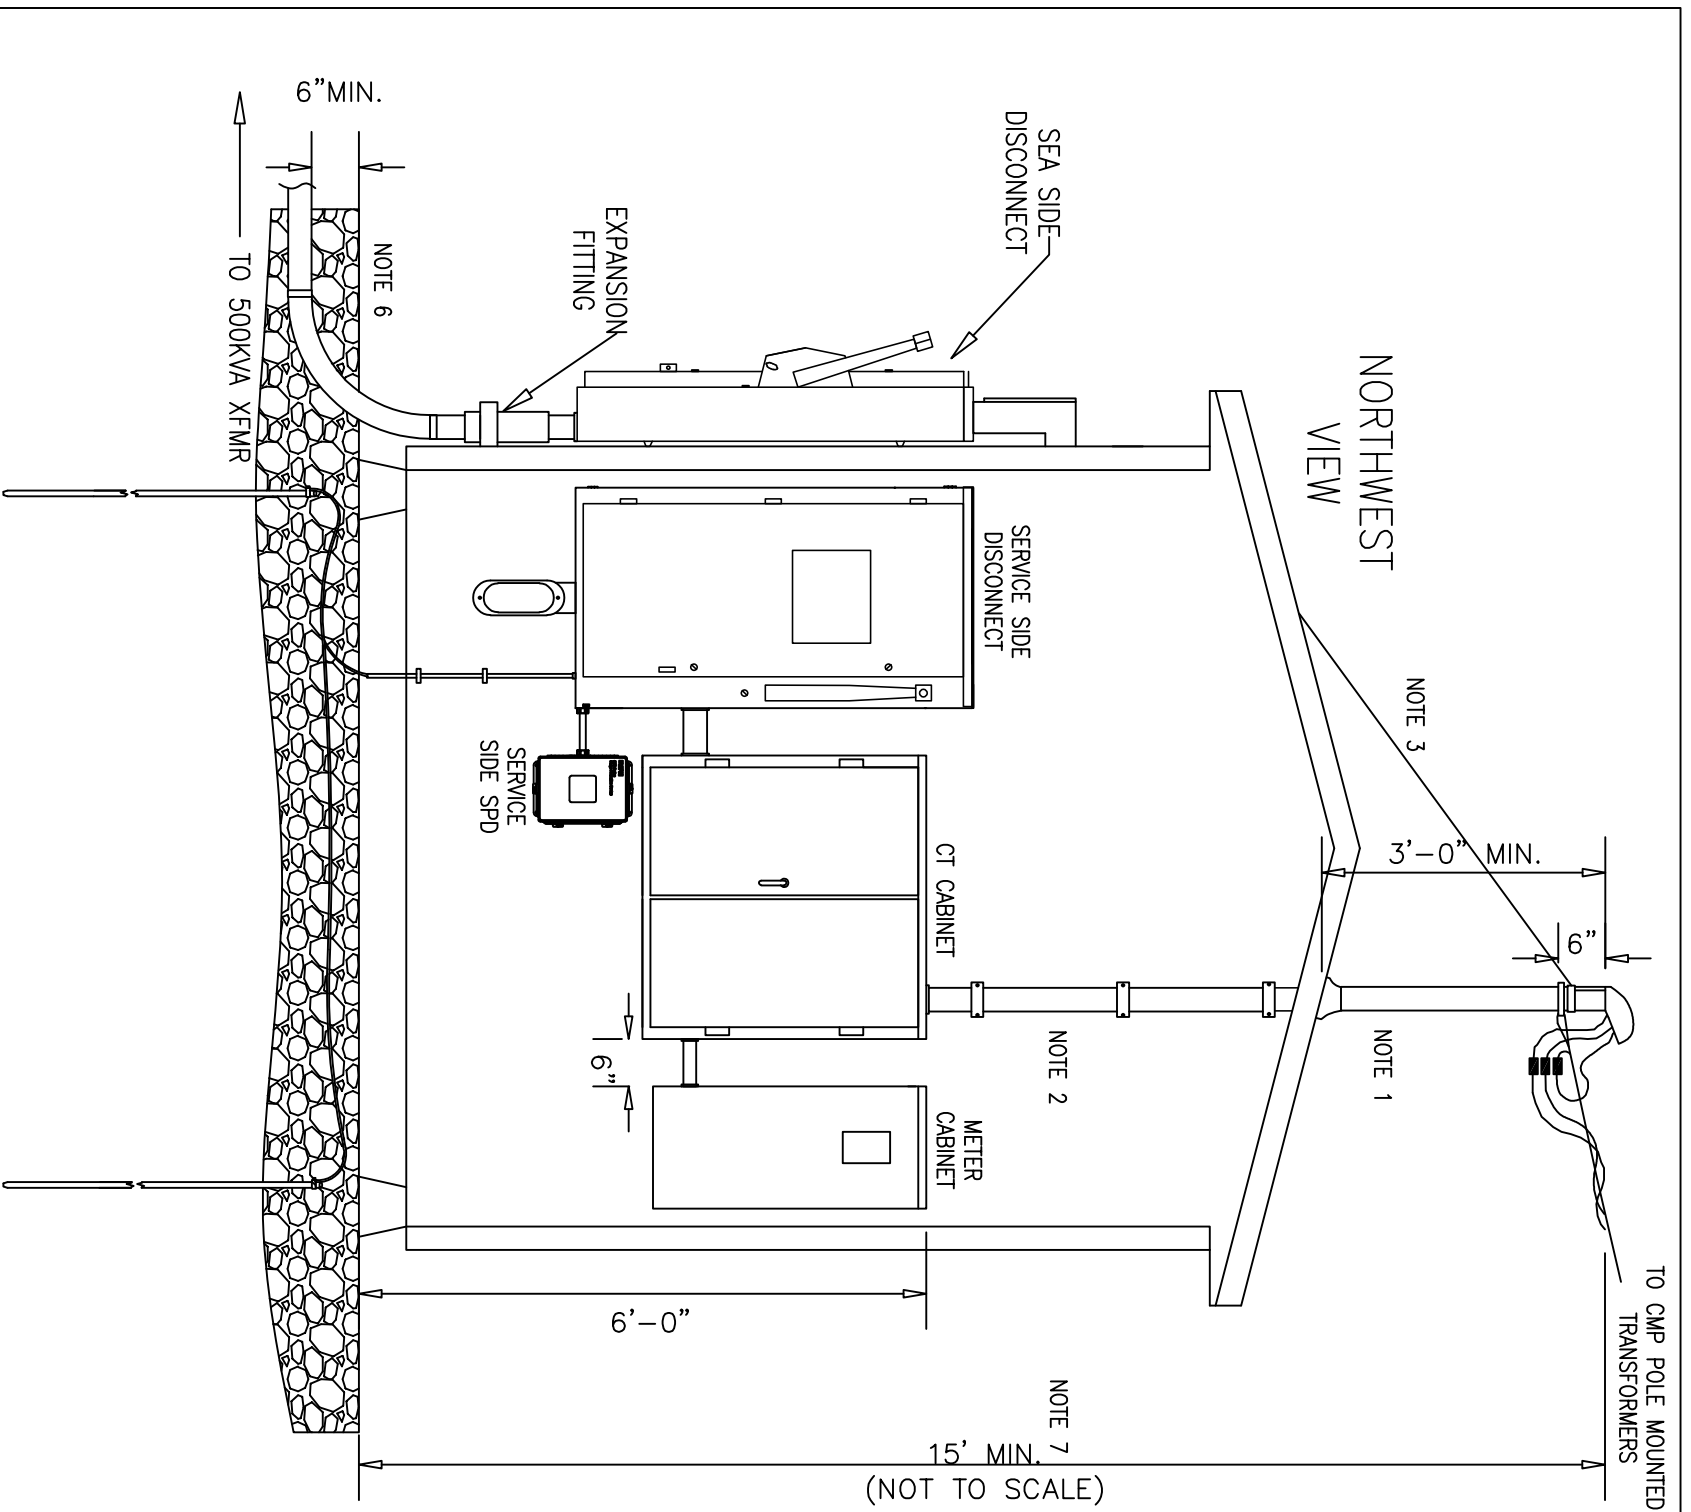 NORTHWEST
VIEW
TO CMP POLE MOUNTED
TRANSFORMERS
6"
3'-0" MIN.
NOTE 3
NOTE 1
NOTE 2
NOTE 7
15' MIN.
(NOT TO SCALE)
SEA SIDE
DISCONNECT
SERVICE SIDE
DISCONNECT
CT CABINET
METER
CABINET
6"
6'-0"
EXPANSION
FITTING
SERVICE
SIDE SPD
NOTE 6
6"MIN.
TO 500KVA XFMR